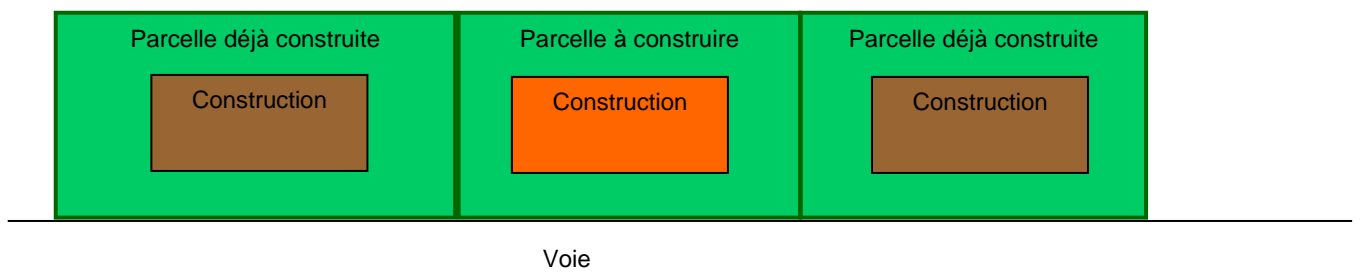 Parcelle déjà construite
Parcelle à construire
Parcelle déjà construite
Construction
Construction
Construction
Voie